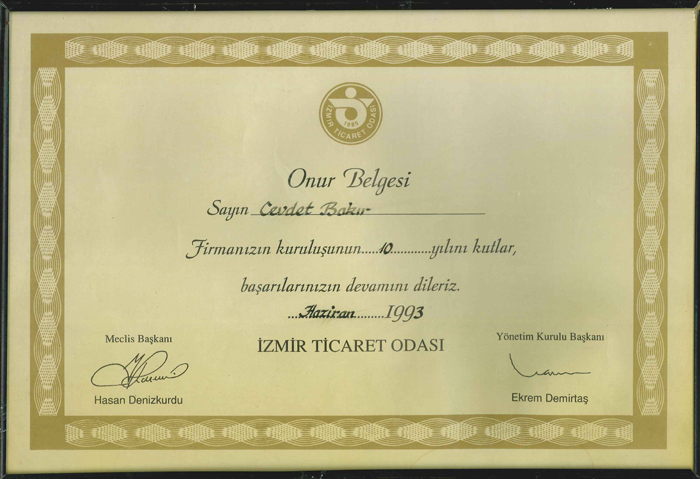 İZMİR TİCARET ODASI
1885
Onur Belgesi
Sayın Cevdet Bakır
Firmanızın kuruluşunun.....10...........yılını kutlar,
başarılarınızın devamını dileriz.
...Haziran.........1993
Meclis Başkanı
İZMİR TİCARET ODASI
Yönetim Kurulu Başkanı
Hasan Denizkurdu
Ekrem Demirtaş